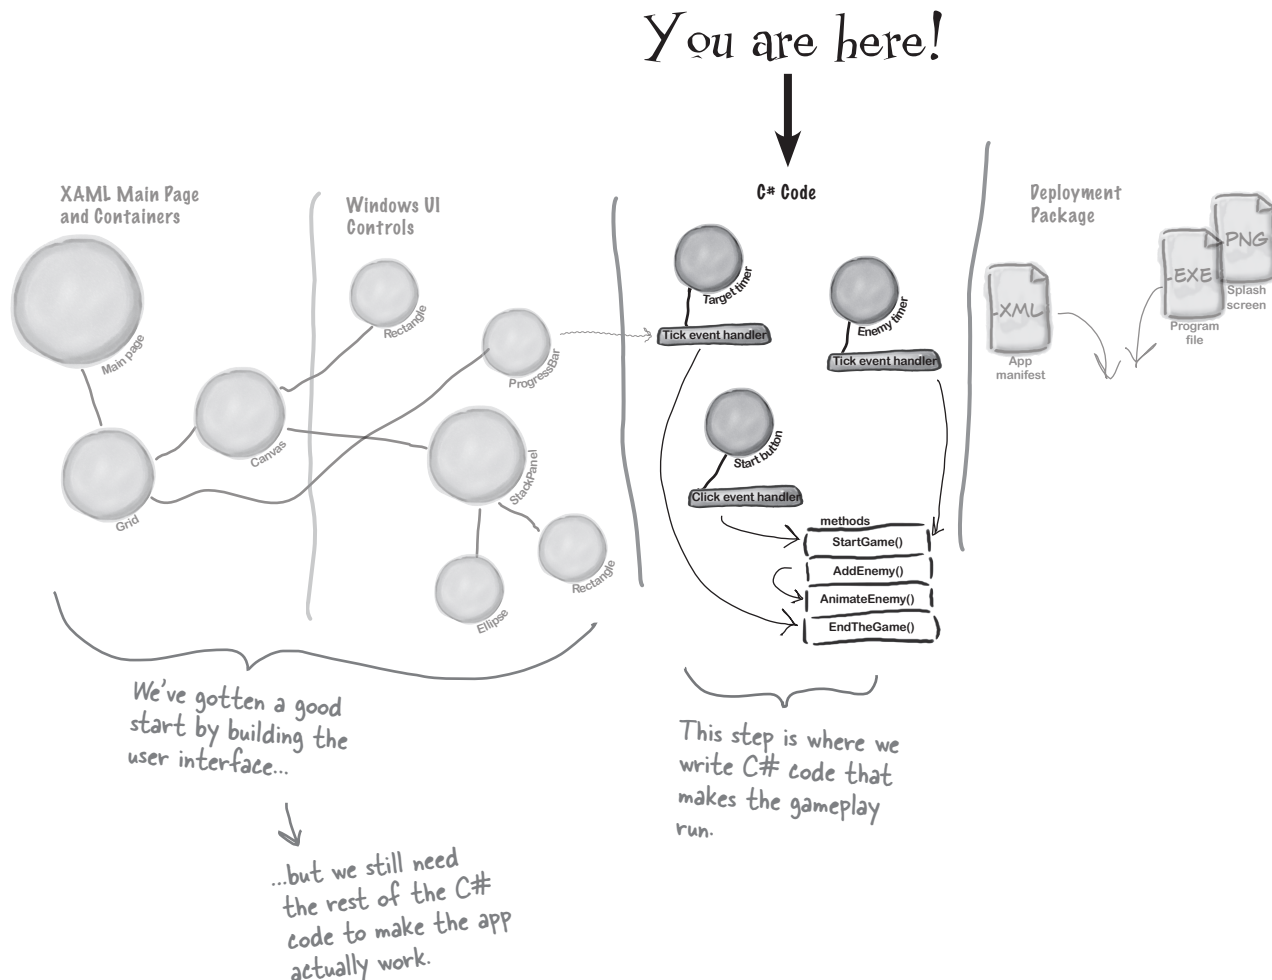 You are here!
XAML Main Page
and Containers
Windows UI
Controls
C# Code
Deployment
Package
Main page
Grid
Canvas
Rectangle
ProgressBar
StackPanel
Ellipse
Rectangle
Target timer
Tick event handler
Enemy timer
Tick event handler
Start button
Click event handler
methods
StartGame()
AddEnemy()
AnimateEnemy()
EndTheGame()
.XML
App
manifest
.EXE
Program
file
PNG
Splash
screen
We've gotten a good
start by building the
user interface...
...but we still need
the rest of the C#
code to make the app
actually work.
This step is where we
write C# code that
makes the gameplay
run.